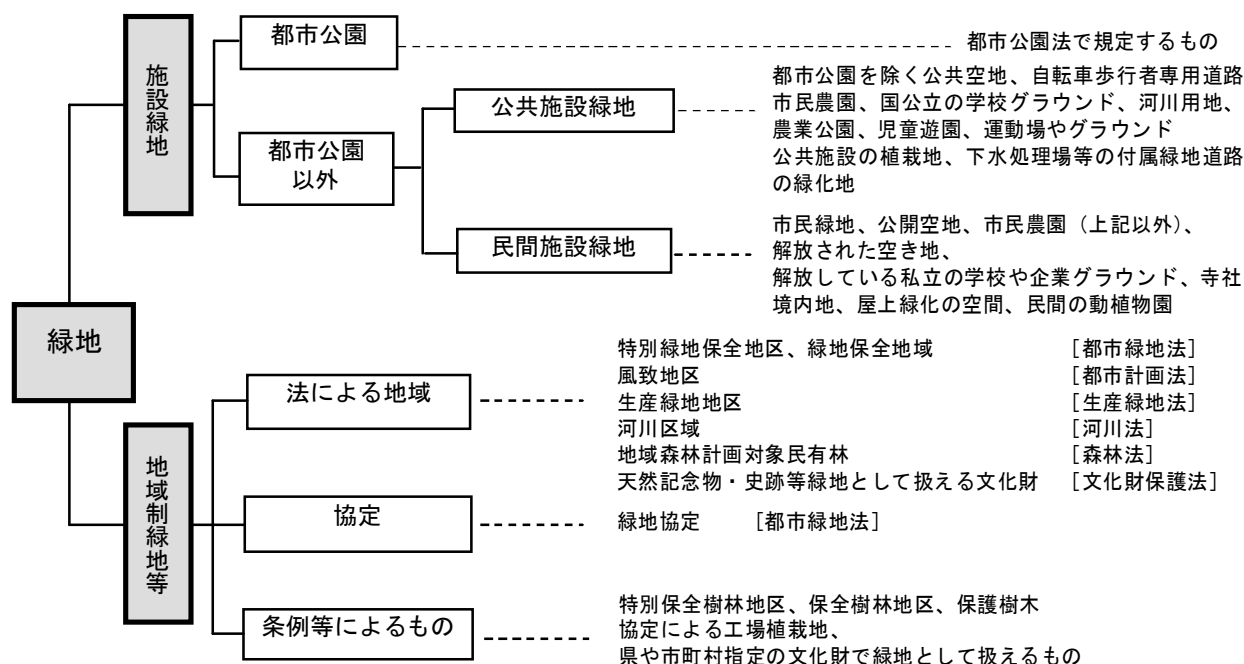 緑地
施設緑地
都市公園
都市公園法で規定するもの
都市公園
以外
公共施設緑地
都市公園を除く公共空地、自転車歩行者専用道路
市民農園、国公立の学校グラウンド、河川用地、
農業公園、児童遊園、運動場やグラウンド
公共施設の植栽地、下水処理場等の付属緑地道路
の緑化地
民間施設緑地
市民緑地、公開空地、市民農園（上記以外）、
解放された空き地、
解放している私立の学校や企業グラウンド、寺社
境内地、屋上緑化の空間、民間の動植物園
地域制緑地等
法による地域
特別緑地保全地区、緑地保全地域 ［都市緑地法］
風致地区 ［都市計画法］
生産緑地地区 ［生産緑地法］
河川区域 ［河川法］
地域森林計画対象民有林 ［森林法］
天然記念物・史跡等緑地として扱える文化財 ［文化財保護法］
協定
緑地協定 ［都市緑地法］
条例等によるもの
特別保全樹林地区、保全樹林地区、保護樹木
協定による工場植栽地、
県や市町村指定の文化財で緑地として扱えるもの